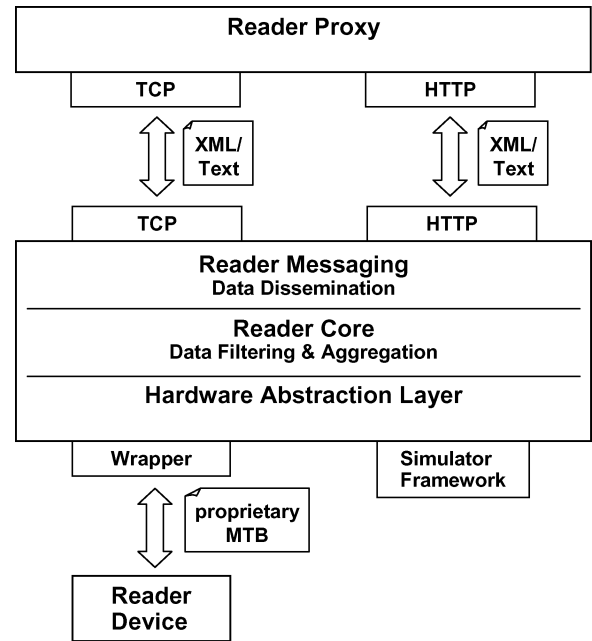 Reader Proxy
TCP
HTTP
XML/
Text
XML/
Text
TCP
HTTP
Reader Messaging
Data Dissemination
Reader Core
Data Filtering & Aggregation
Hardware Abstraction Layer
Wrapper
Simulator
Framework
proprietary
MTB
Reader
Device